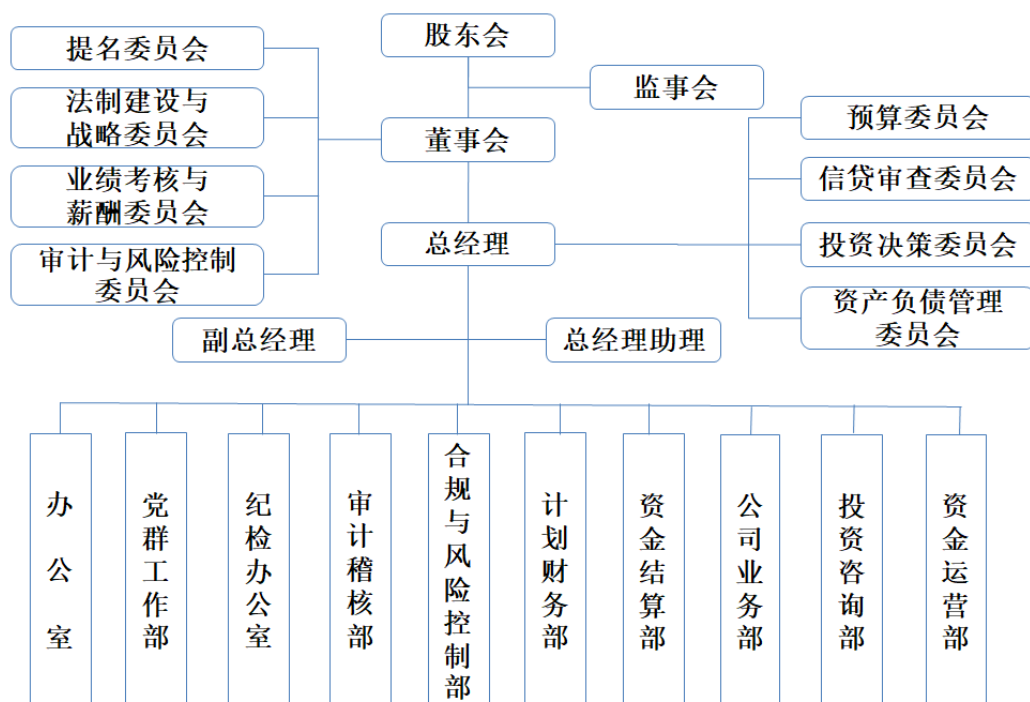 股东会
提名委员会
监事会
法制建设与
战略委员会
董事会
预算委员会
业绩考核与
薪酬委员会
信贷审查委员会
总经理
投资决策委员会
审计与风险控制
委员会
资产负债管理
委员会
副总经理
总经理助理
办公室
党群工作部
纪检办公室
审计稽核部
合规与风险控制部
计划财务部
资金结算部
公司业务部
投资咨询部
资金运营部